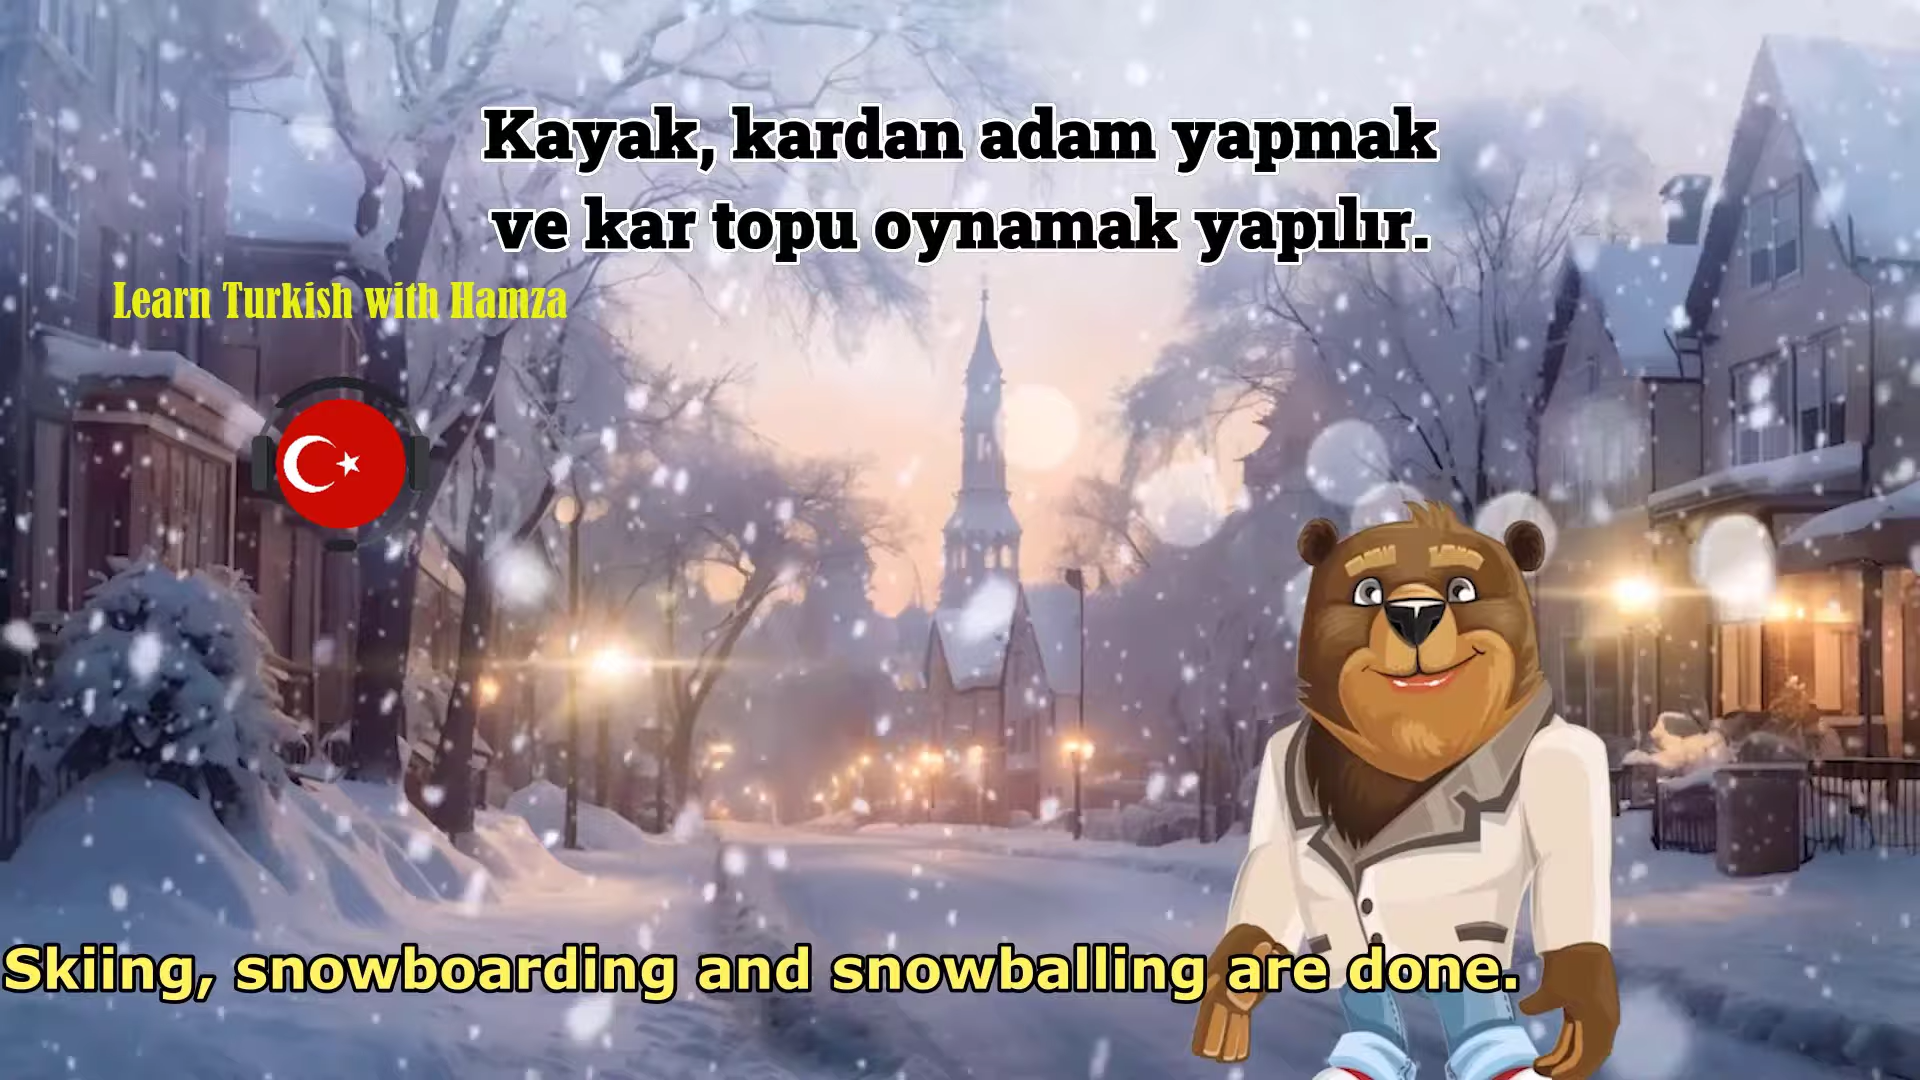 Kayak, kardan adam yapmak
ve kar topu oynamak yapılır.
Learn Turkish with Hamza
Skiing, snowboarding and snowballing are done.